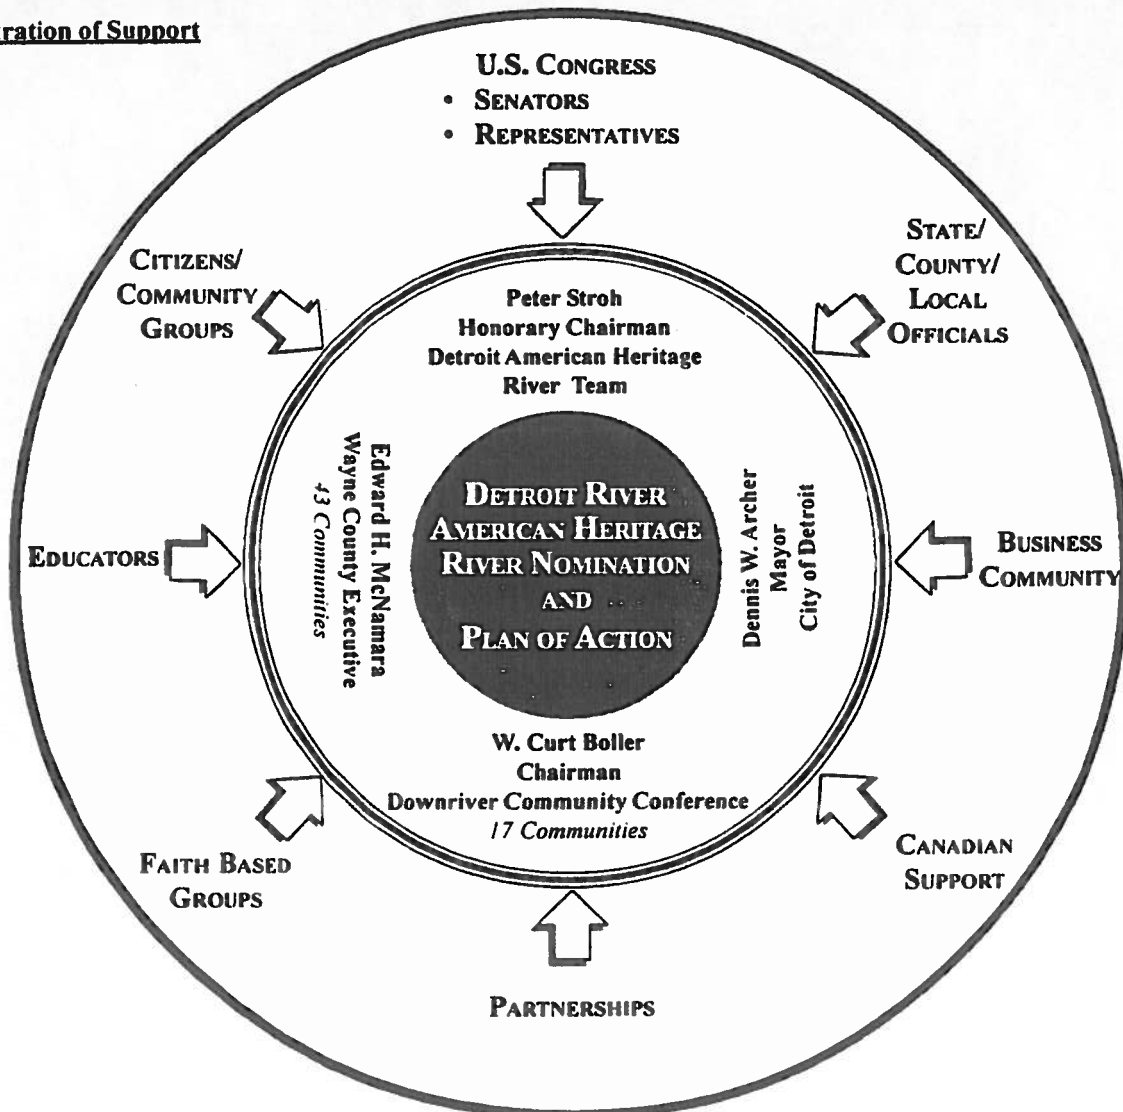 of Support
U.S. CONGRESS
• SENATORS
• REPRESENTATIVES
STATE/
COUNTY/
LOCAL
OFFICIALS
CITIZENS/
COMMUNITY
GROUPS
Peter Stroh
Honorary Chairman
Detroit American Heritage
River Team
Edward H. McNamara
Wayne County Executive
43 Communities
DETROIT RIVER
AMERICAN HERITAGE
RIVER NOMINATION
AND
PLAN OF ACTION
Dennis W. Archer
Mayor
City of Detroit
EDUCATORS
BUSINESS
COMMUNITY
W. Curt Boller
Chairman
Downriver Community Conference
17 Communities
FAITH BASED
GROUPS
CANADIAN
SUPPORT
PARTNERSHIPS